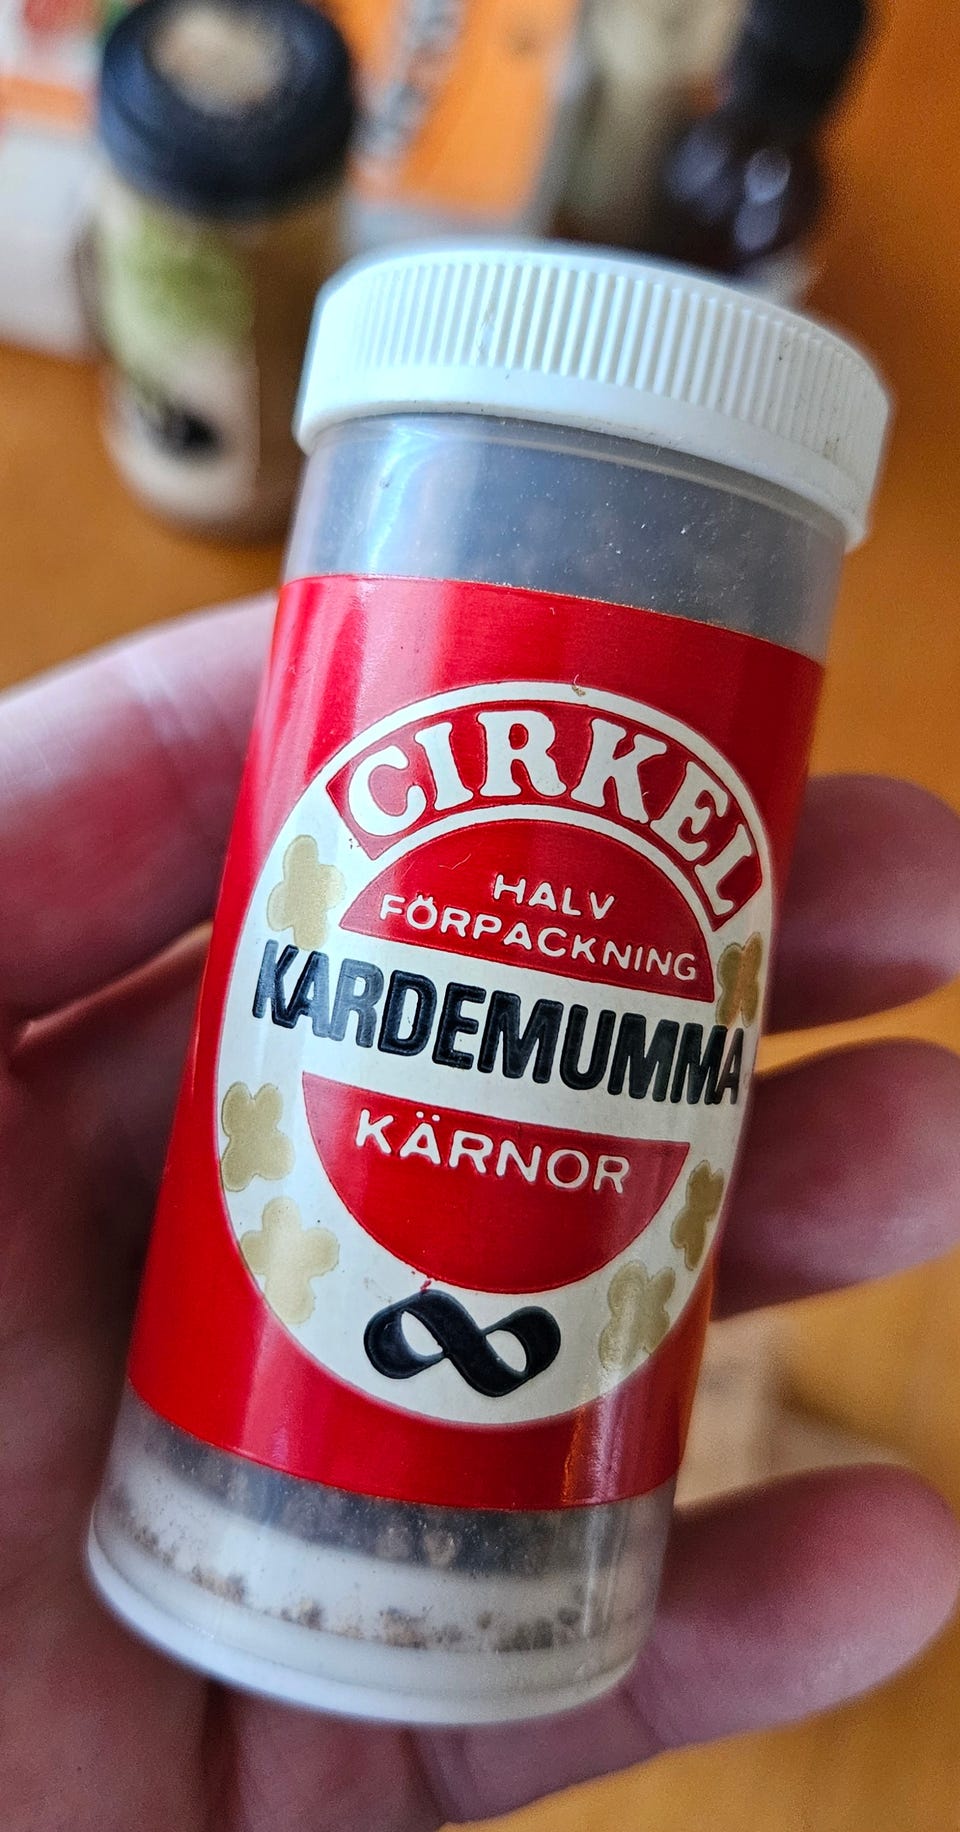 CIRKEL
HALV
FÖRPACKNING
KARDEMUMMA
KÄRNOR